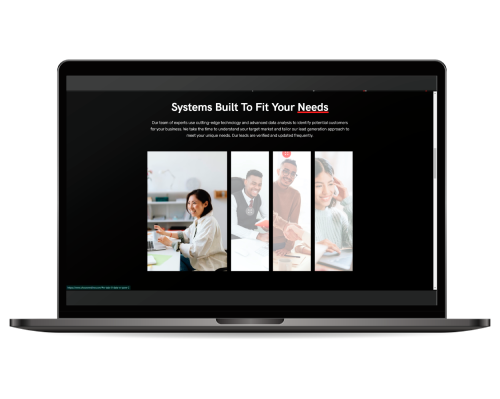 Systems Built To Fit Your Needs
Our team of experts use cutting-edge technology and advanced data analysis to identify potential customers
for your business. We take the time to understand your target market and tailor our lead generation approach to
meet your unique needs. Our leads are verified and updated frequently.